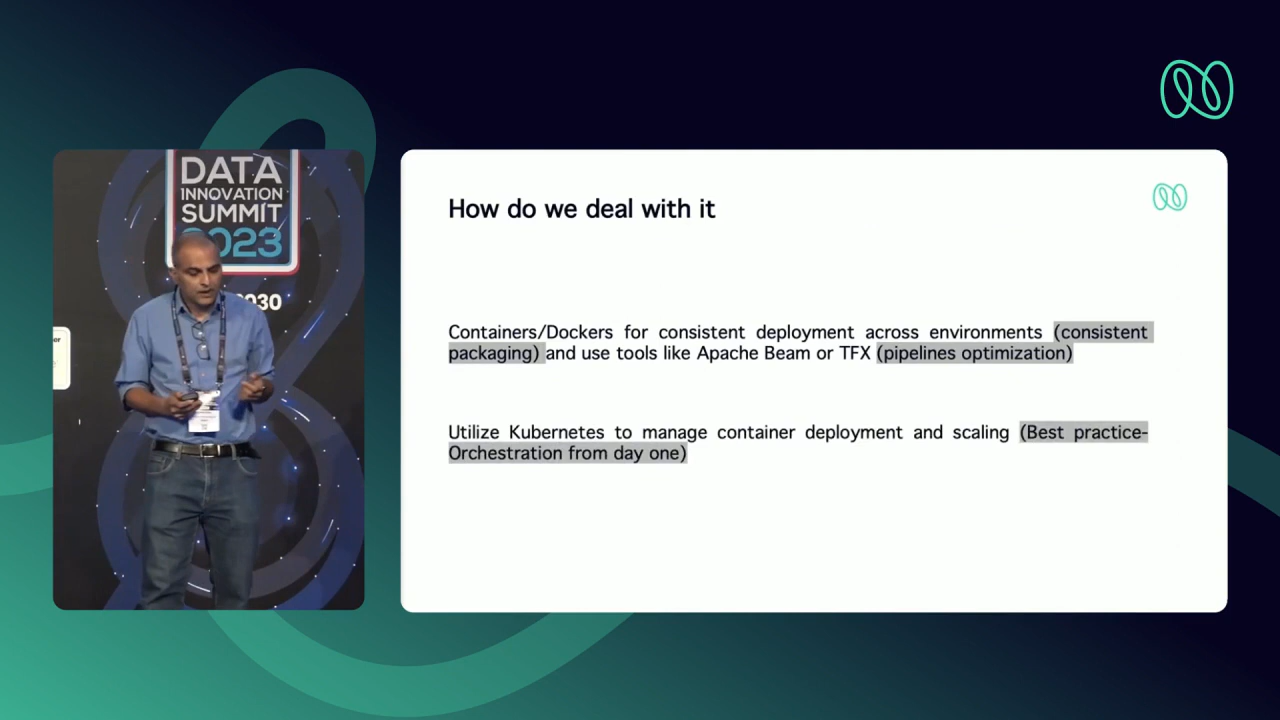 DATA
INNOVATION
SUMMIT
2023
2030
How do we deal with it
Containers/Dockers for consistent deployment across environments (consistent
packaging) and use tools like Apache Beam or TFX (pipelines optimization)
Utilize Kubernetes to manage container deployment and scaling (Best practice-
Orchestration from day one)